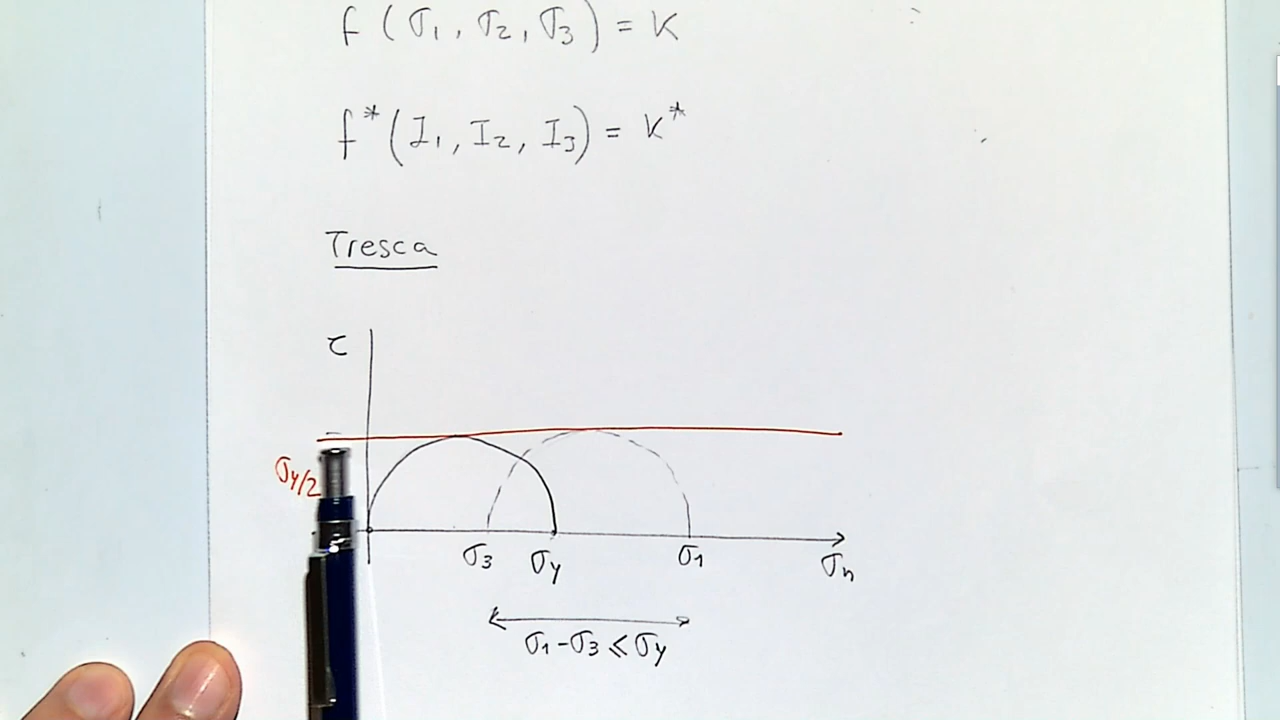 f (σ1, σ2, σ3) = K
f* (I1, I2, I3) = K*
Tresca
τ
σy/2
σ3 σy σ1 σn
σ1 - σ3 ≤ σy